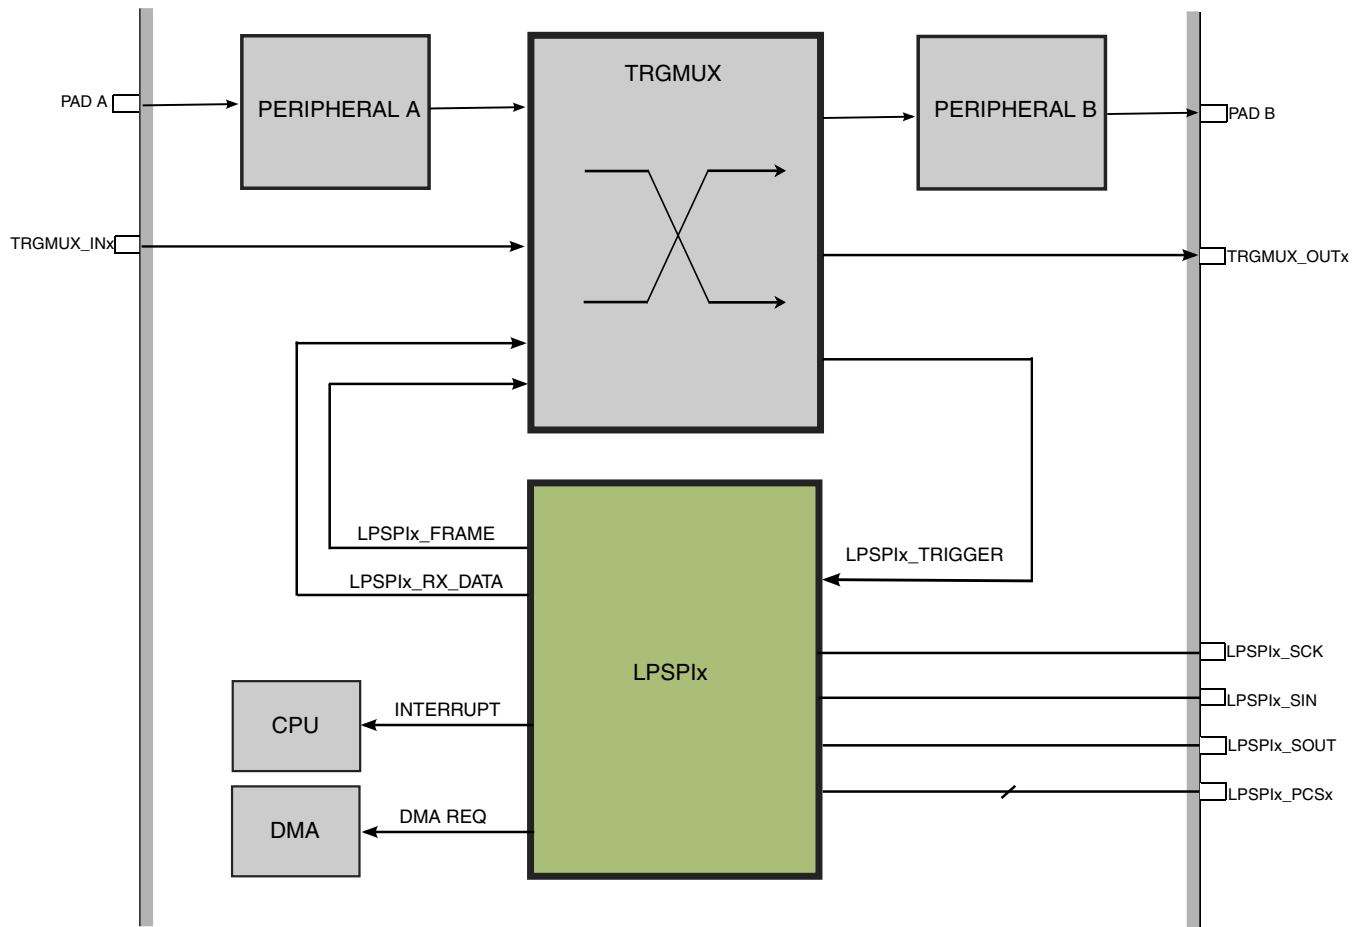 TRGMUX
PAD A
PERIPHERAL A
PERIPHERAL B
PAD B
TRGMUX_INx
TRGMUX_OUTx
LPSPIx_FRAME
LPSPIx_TRIGGER
LPSPIx_RX_DATA
LPSPIx
LPSPIx_SCK
LPSPIx_SIN
INTERRUPT
CPU
LPSPIx_SOUT
LPSPIx_PCSx
DMA REQ
DMA